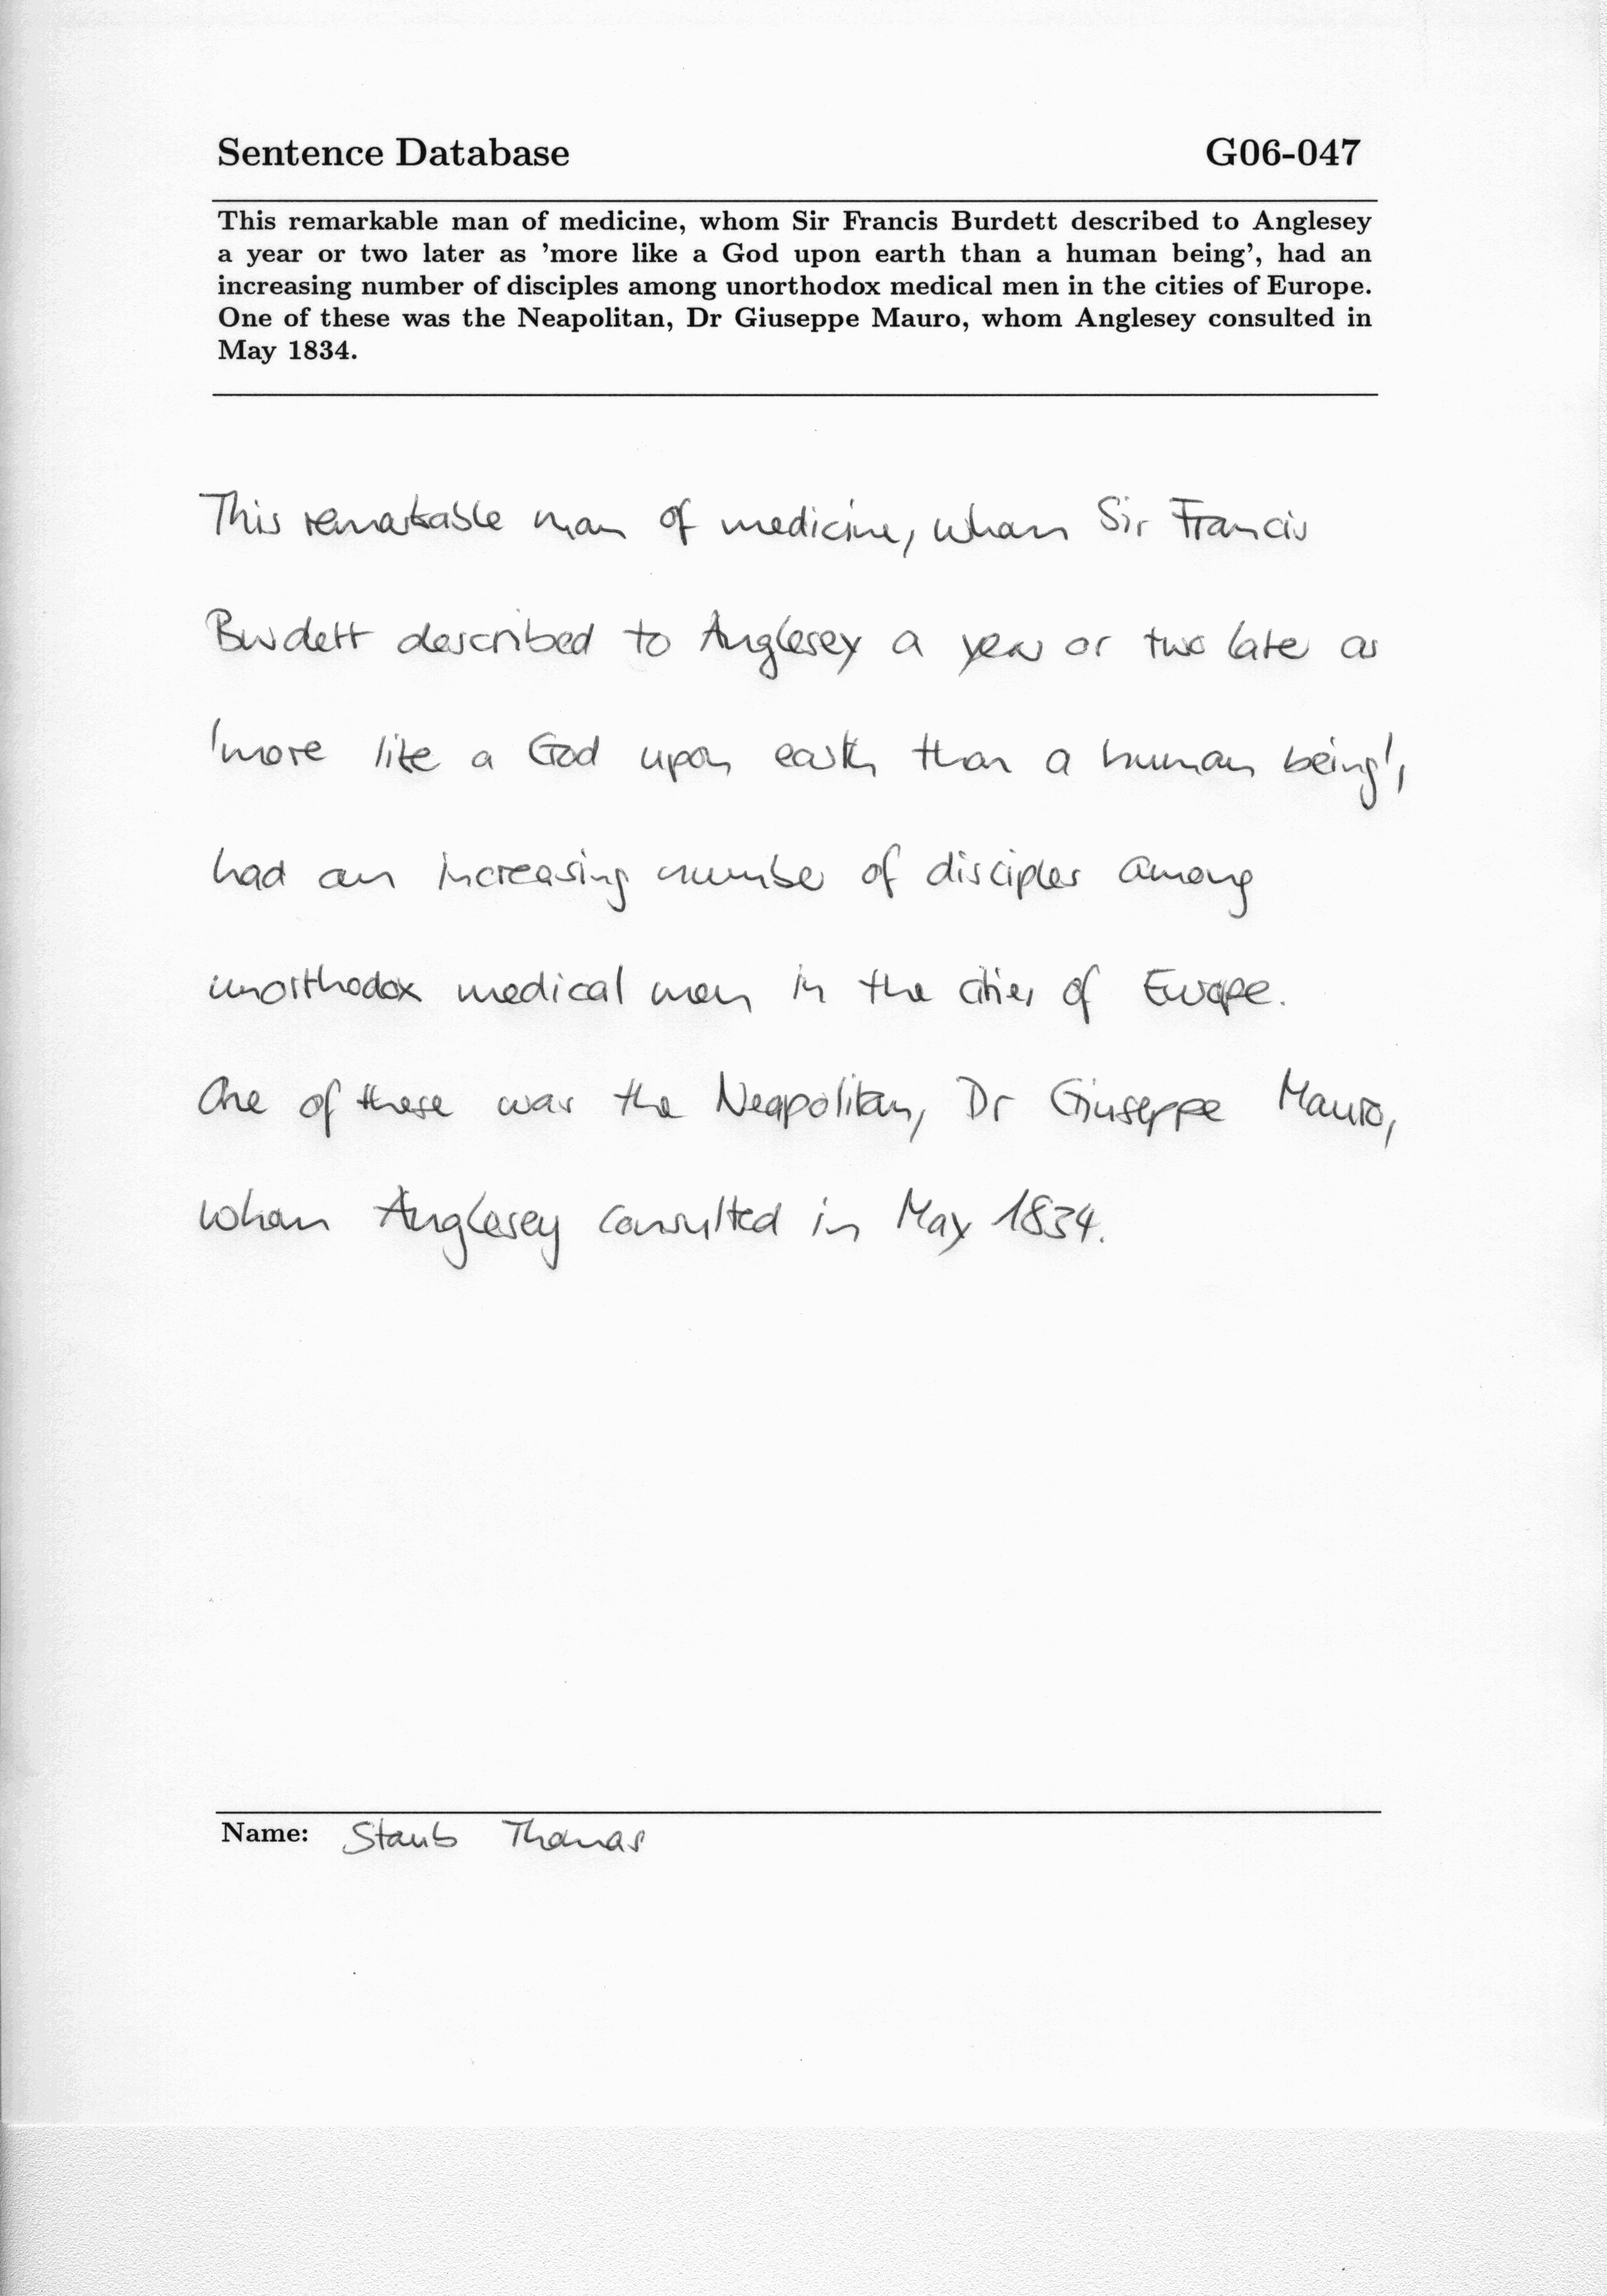 Sentence Database G06-047
This remarkable man of medicine, whom Sir Francis Burdett described to Anglesey
a year or two later as 'more like a God upon earth than a human being', had an
increasing number of disciples among unorthodox medical men in the cities of Europe.
One of these was the Neapolitan, Dr Giuseppe Mauro, whom Anglesey consulted in
May 1834.
This remarkable man of medicine, whom Sir Francis
Burdett described to Anglesey a year or two later as
'more like a God upon earth than a human being',
had an increasing number of disciples among
unorthodox medical men in the cities of Europe.
One of these was the Neapolitan, Dr Giuseppe Mauro,
whom Anglesey consulted in May 1834.
Name: Staub Thomas